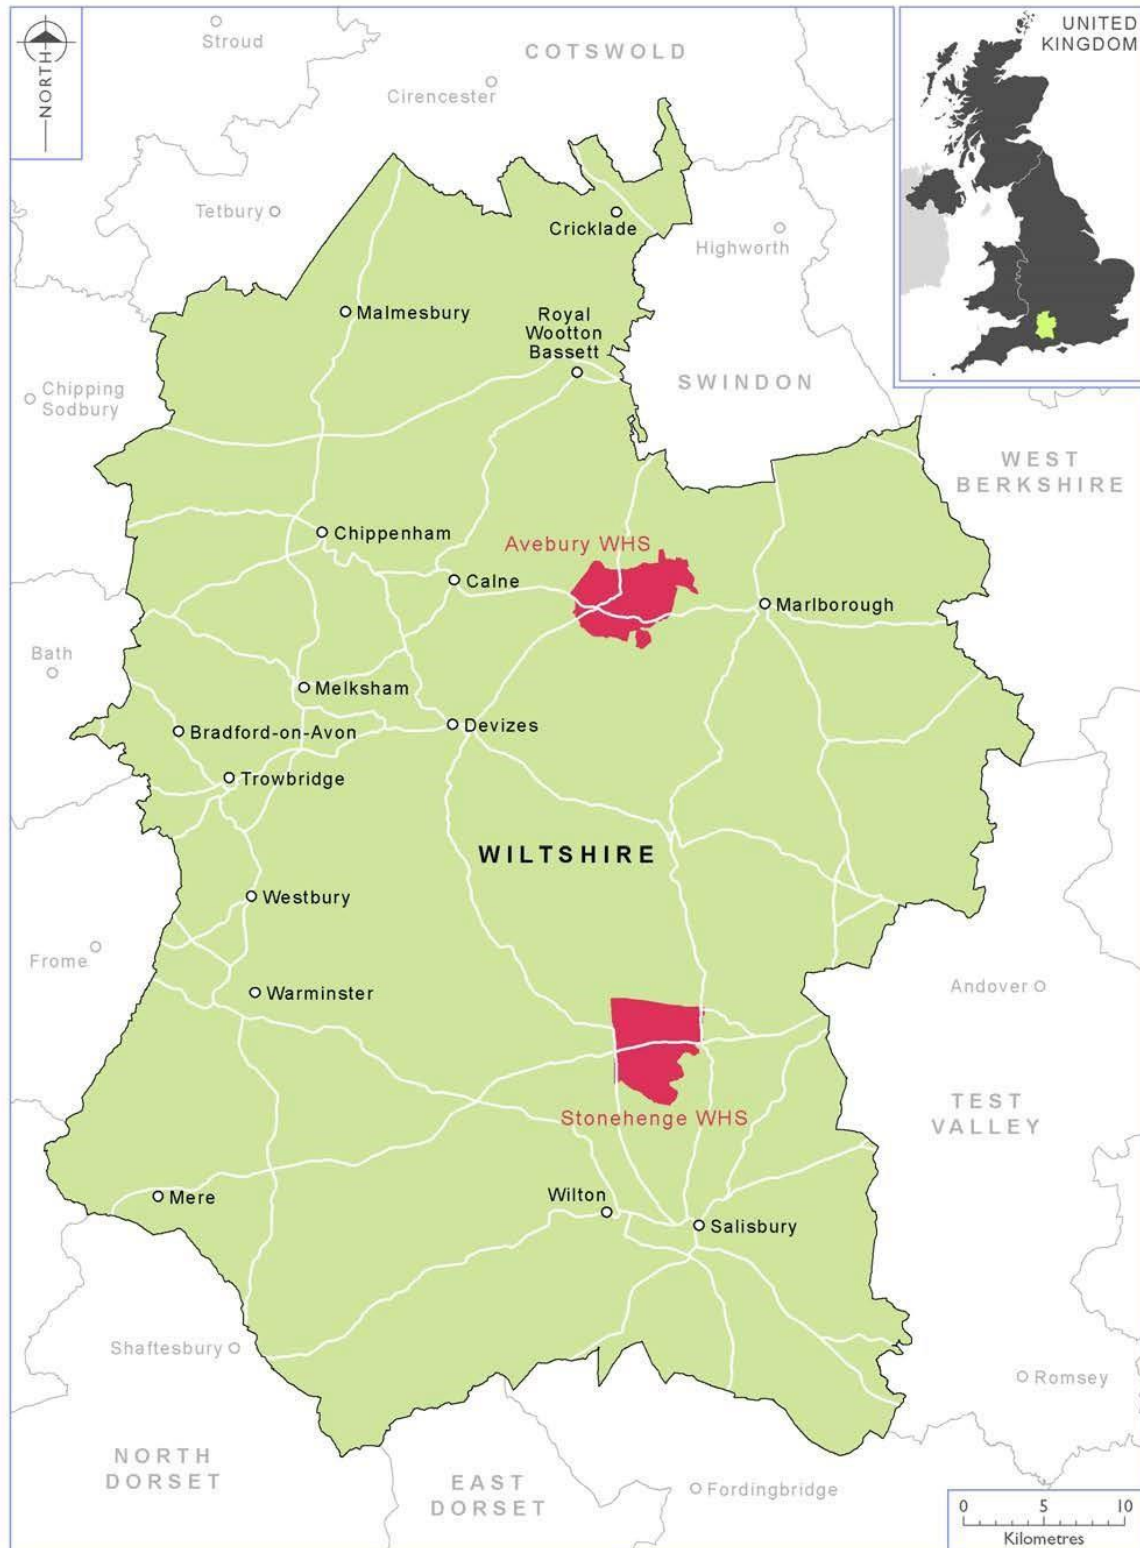 NORTH
Stroud
COTSWOLD
Cirencester
UNITED
KINGDOM
Tetbury
Cricklade
Highworth
Malmesbury
Royal
Wootton
Bassett
SWINDON
Chipping
Sodbury
WEST
BERKSHIRE
Chippenham
Avebury WHS
Calne
Marlborough
Bath
Melksham
Devizes
Bradford-on-Avon
Trowbridge
WILTSHIRE
Westbury
Frome
Warminster
Andover
Stonehenge WHS
TEST
VALLEY
Mere
Wilton
Salisbury
Shaftesbury
Romsey
NORTH
DORSET
EAST
DORSET
Fordingbridge
0 5 10
Kilometres